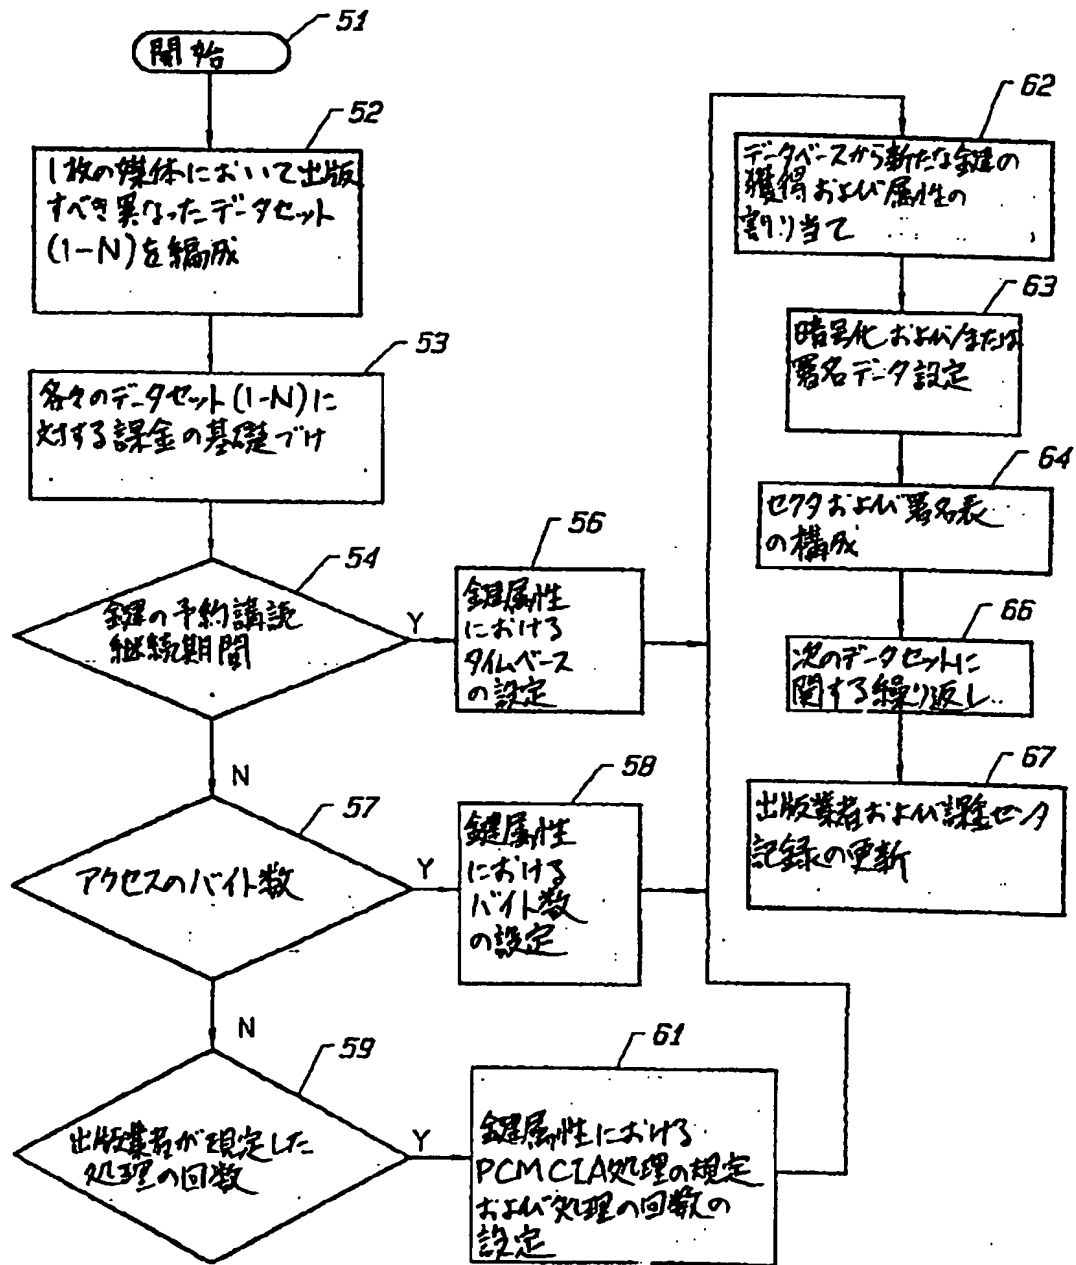 51
開始
52
1枚の媒体において出版
すべき異なったデータセット
(1-N)を編成
53
各々のデータセット(1-N)に
対する課金の基礎づけ
54
鍵の予約講読
継続期間
Y
56
鍵属性
における
タイムベース
の設定
N
57
アクセスのバイト数
Y
58
鍵属性
における
バイト数
の設定
N
59
出版業者が規定した
処理の回数
Y
61
鍵属性における
PCMCIA処理の規定
および処理の回数の
設定
62
データベースから新たな鍵の
獲得および属性の
割り当て
63
暗号化および/または
署名データ設定
64
セクタおよび署名表
の構成
66
次のデータセットに
関する繰り返し
67
出版業者および課金センタ
記録の更新